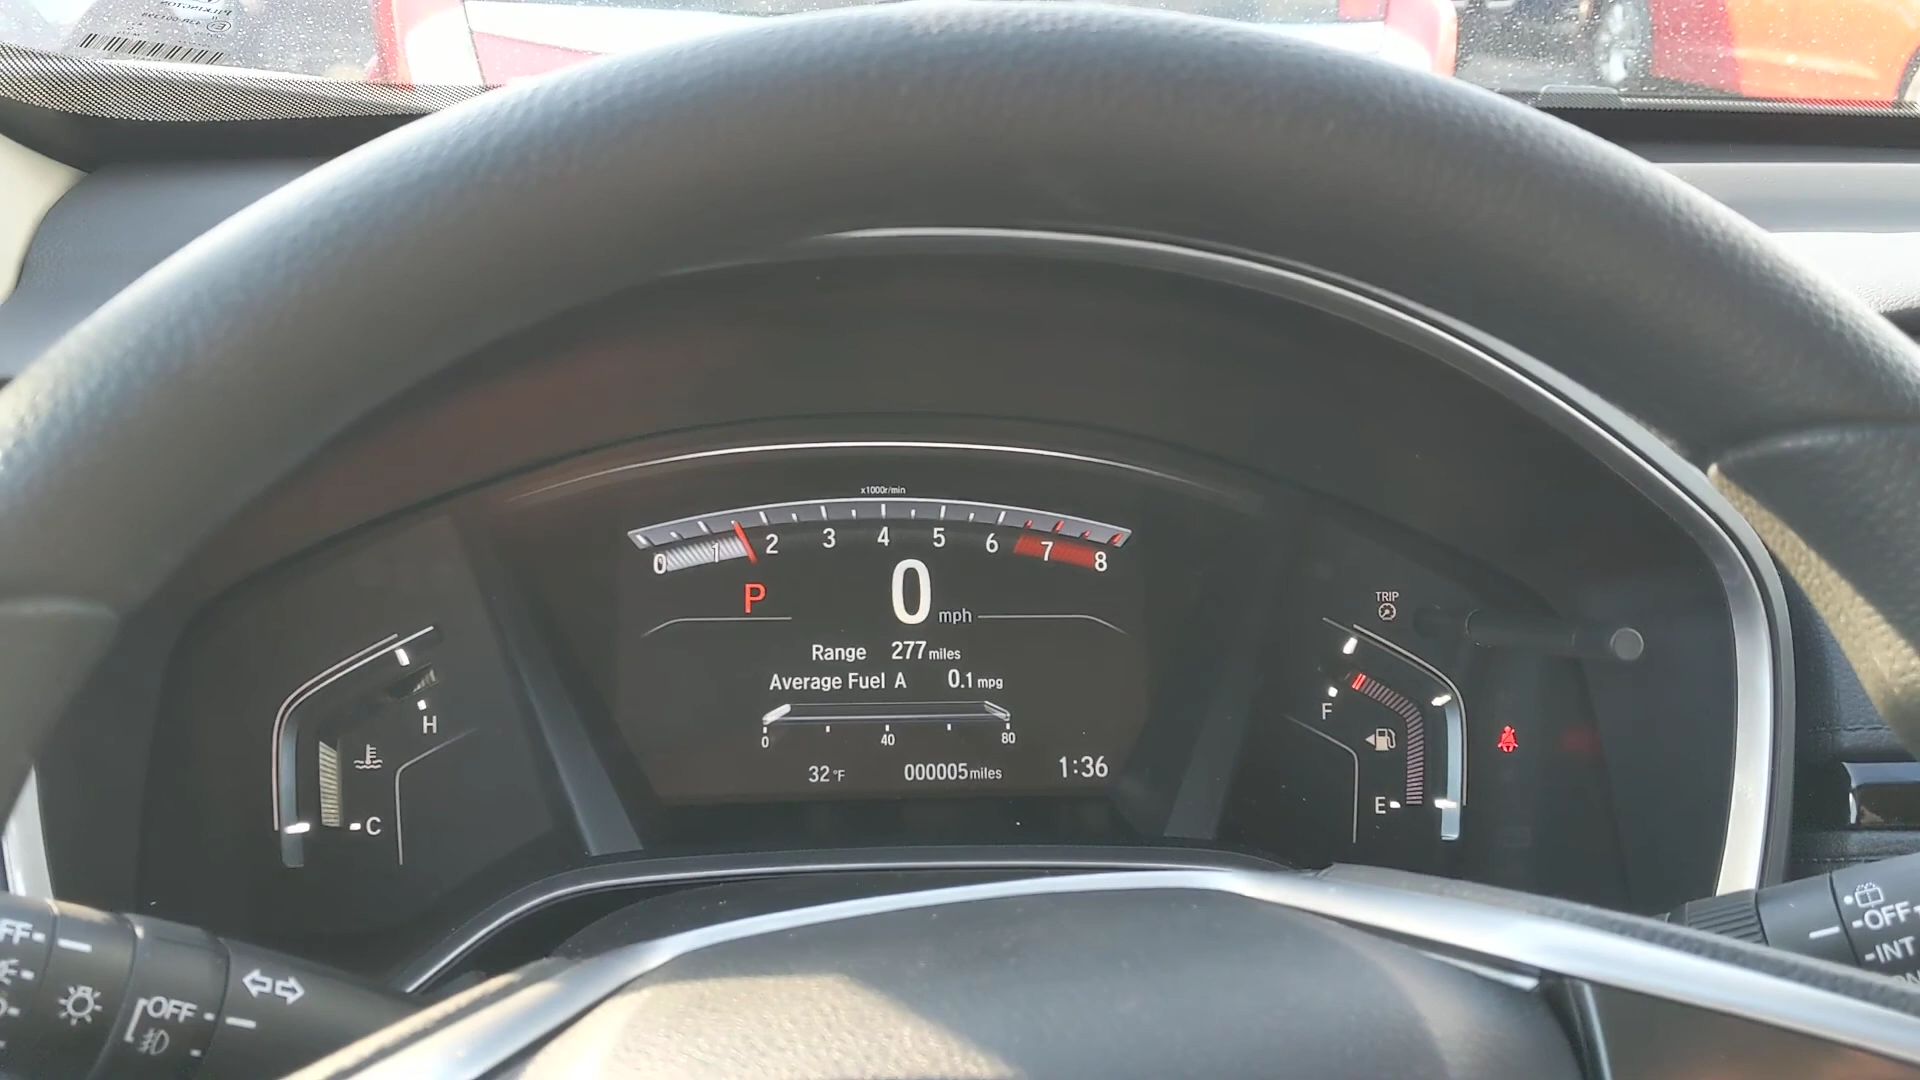 PILKINGTON
x1000r/min
0 1 2 3 4 5 6 7 8
P 0 mph
Range 277 miles
Average Fuel A 0.1 mpg
0 40 80
32°F 000005 miles 1:36
H
C
TRIP
F
E
OFF
OFF
INT